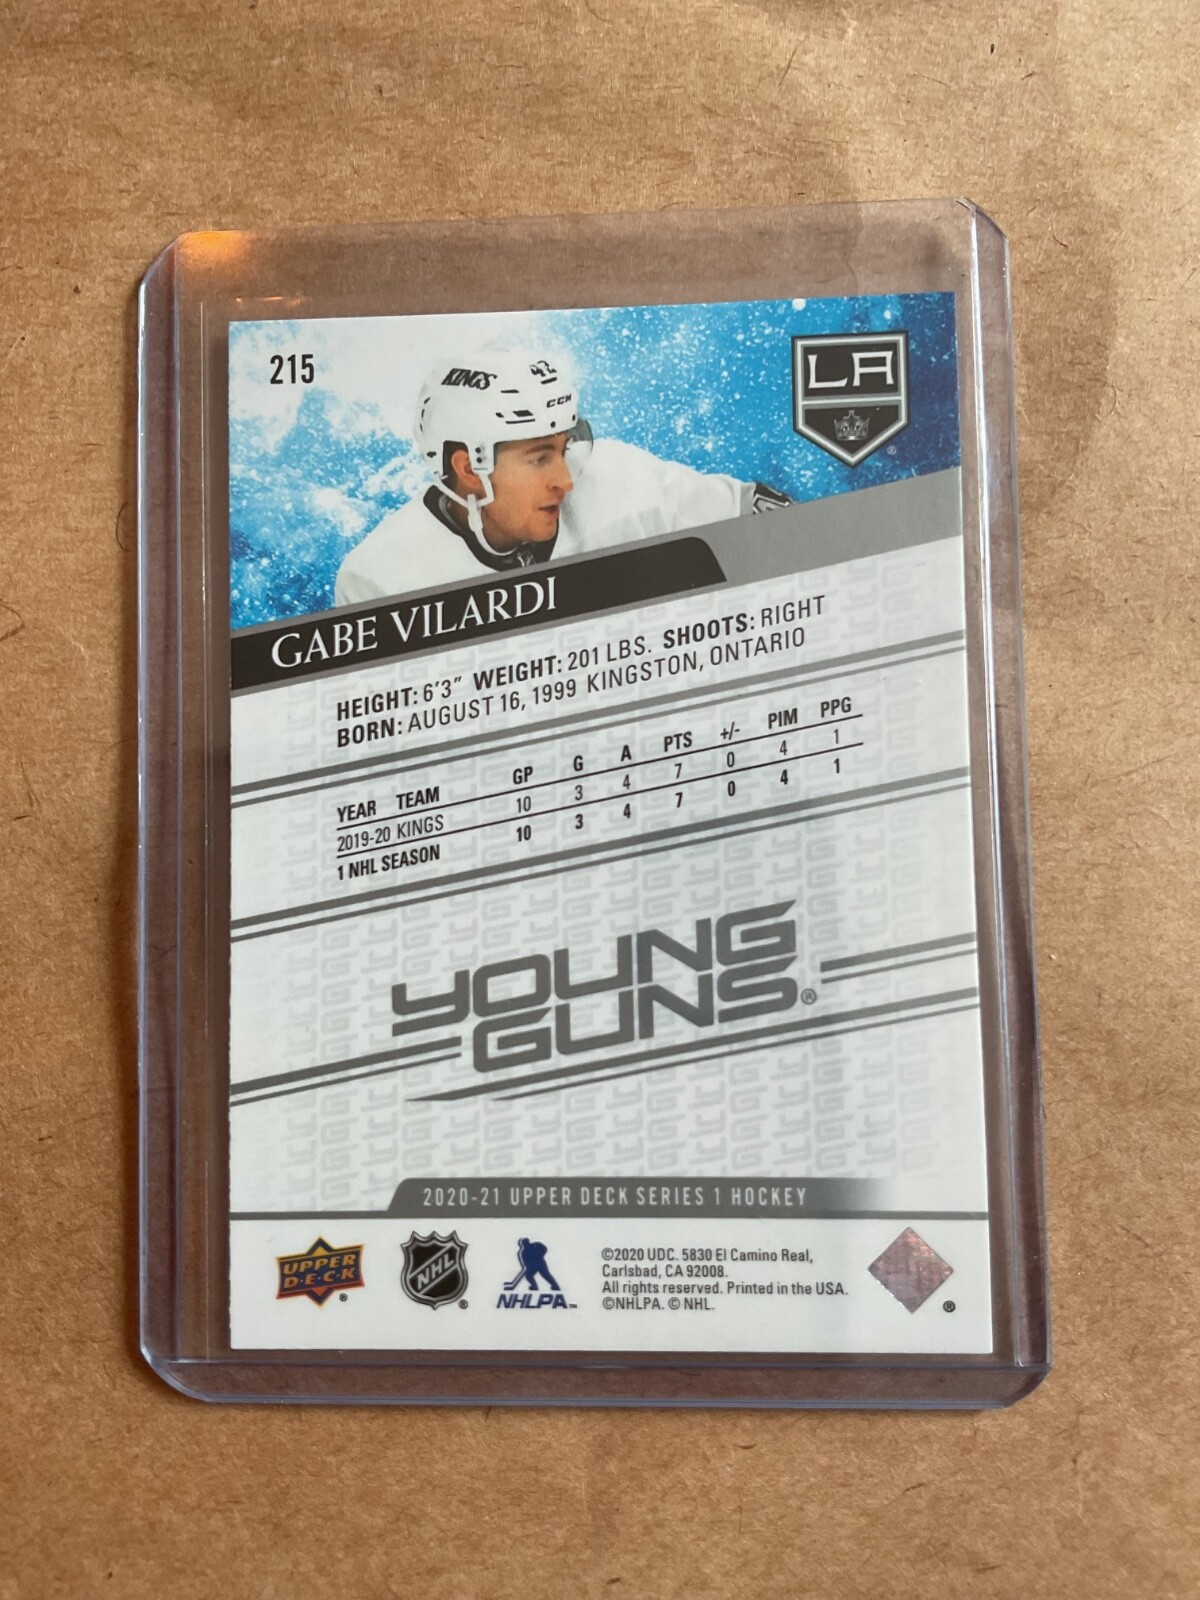 215
KINGS
42
CCM
LA
®
GABE VILARDI
HEIGHT: 6'3" WEIGHT: 201 LBS. SHOOTS: RIGHT
BORN: AUGUST 16, 1999 KINGSTON, ONTARIO
YEAR TEAM GP G A PTS +/- PIM PPG
2019-20 KINGS 10 3 4 7 0 4 1
1 NHL SEASON 10 3 4 7 0 4 1
YOUNG
GUNS®
2020-21 UPPER DECK SERIES 1 HOCKEY
UPPER
D·E·C·K
®
NHL
®
NHLPA™
©2020 UDC. 5830 El Camino Real,
Carlsbad, CA 92008.
All rights reserved. Printed in the USA.
©NHLPA. © NHL.
®